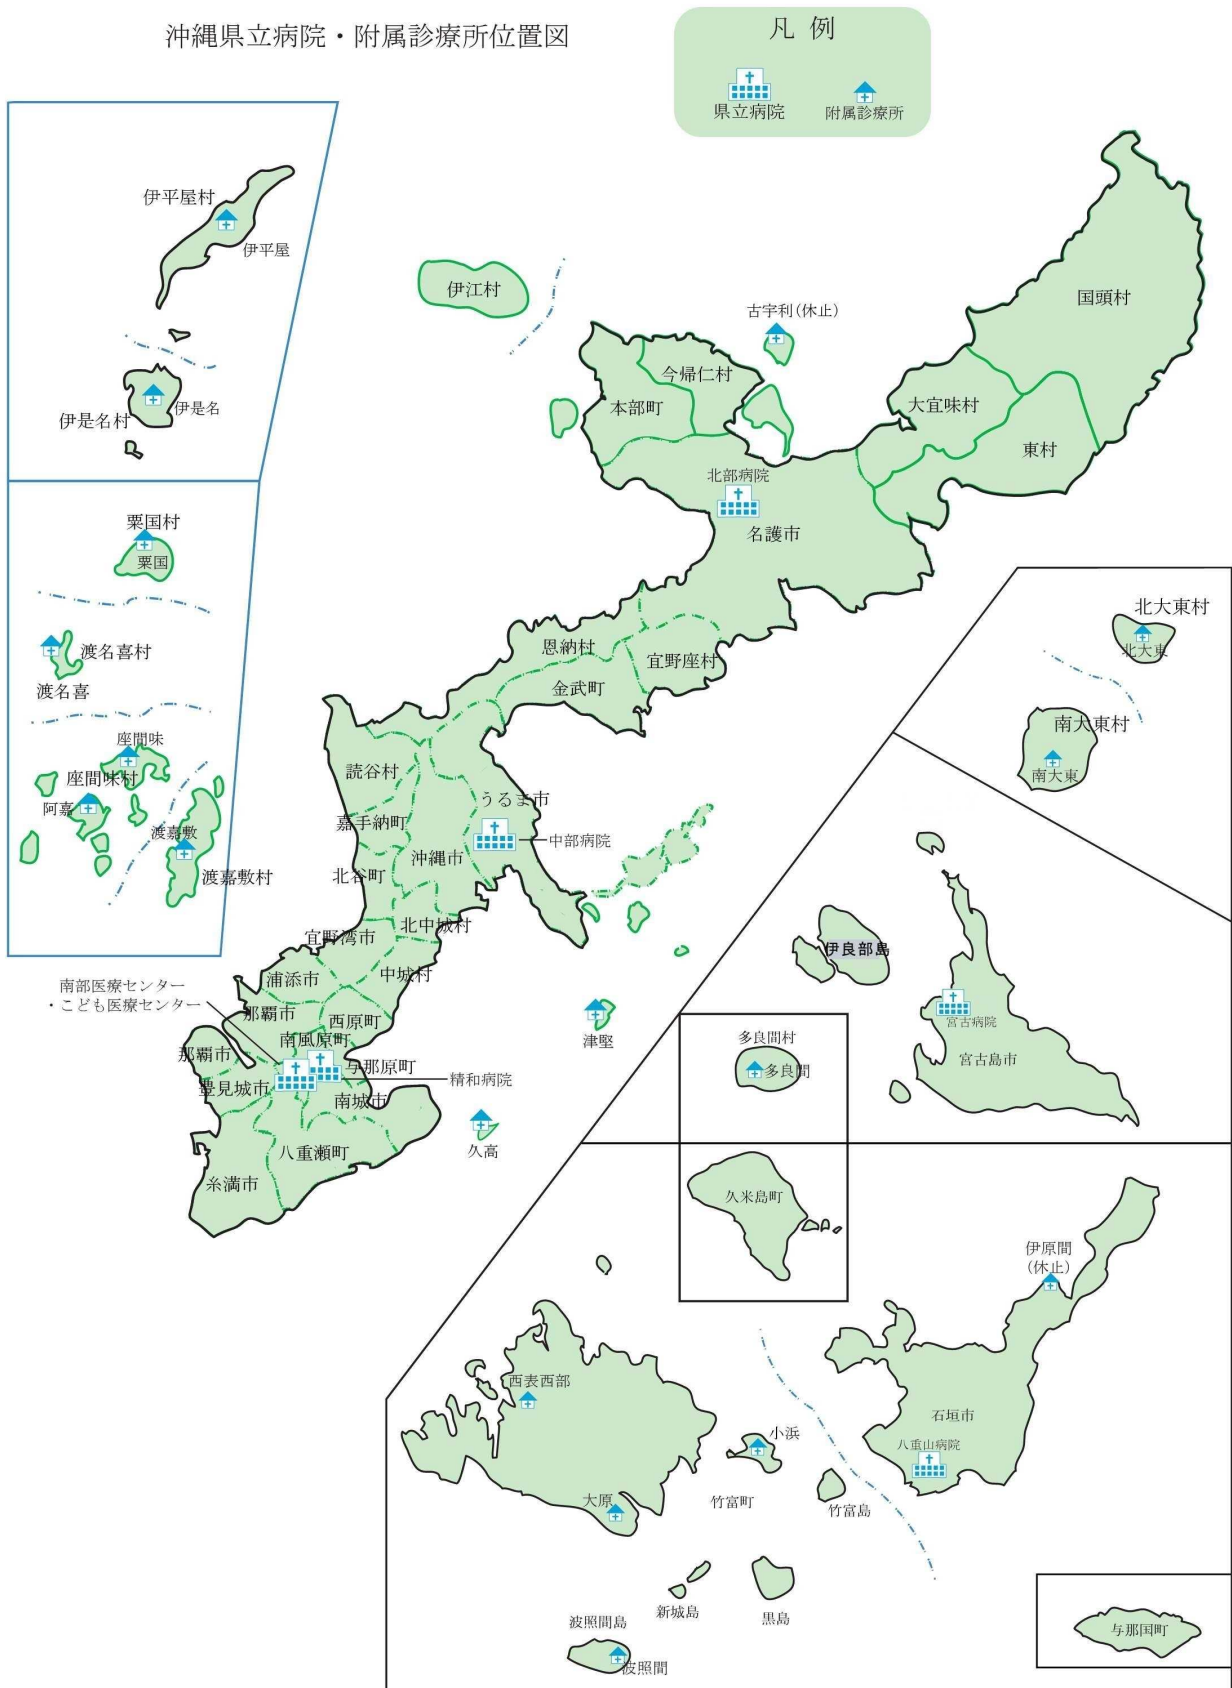 沖縄県立病院・附属診療所位置図
凡例
県立病院
附属診療所
伊平屋村
伊平屋
伊是名村
伊是名
伊江村
古宇利(休止)
国頭村
今帰仁村
本部町
大宜味村
東村
北部病院
名護市
粟国村
粟国
渡名喜村
渡名喜
座間味
座間味村
阿嘉
渡嘉敷
渡嘉敷村
恩納村
宜野座村
金武町
北大東村
北大東
南大東村
南大東
読谷村
うるま市
嘉手納町
中部病院
沖縄市
北谷町
北中城村
宜野湾市
中城村
浦添市
南部医療センター
・こども医療センター
那覇市
西原町
南風原町
那覇市
与那原町
豊見城市
精和病院
南城市
八重瀬町
糸満市
津堅
久高
伊良部島
宮古病院
宮古島市
多良間村
多良間
久米島町
伊原間
(休止)
西表西部
石垣市
小浜
八重山病院
大原
竹富町
竹富島
新城島
黒島
波照間島
波照間
与那国町